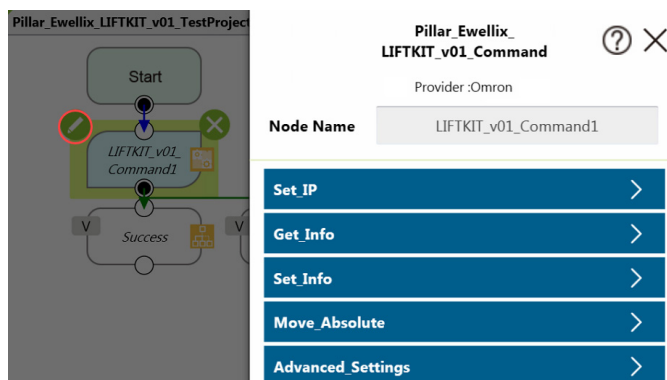 Pillar_Ewellix_LIFTKIT_v01_TestProject
Start
LIFTKIT_v01_
Command1
V
Success
V
Pillar_Ewellix_
LIFTKIT_v01_Command
?
Provider :Omron
Node Name
LIFTKIT_v01_Command1
Set_IP
Get_Info
Set_Info
Move_Absolute
Advanced_Settings